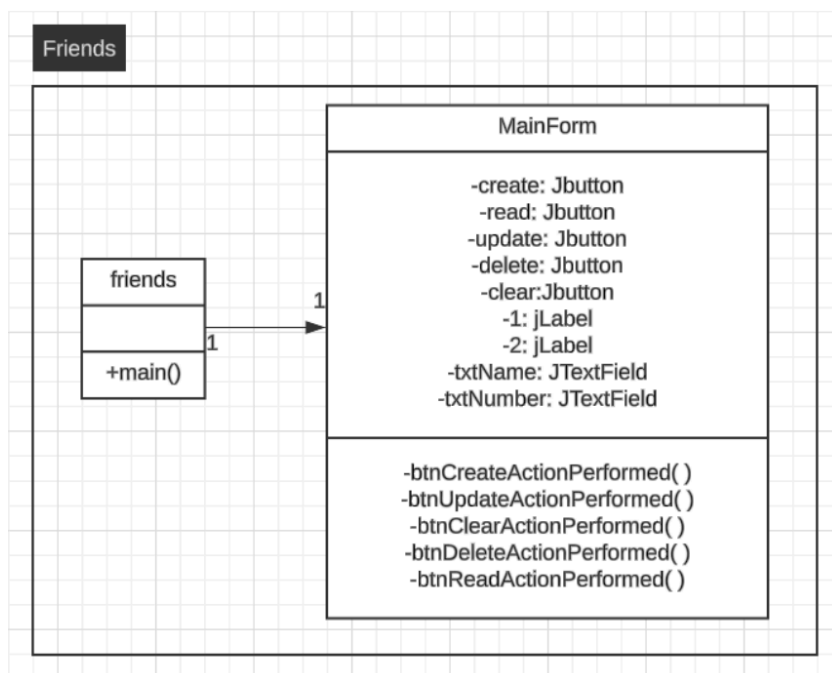 Friends
friends
+main()
1
1
MainForm
-create: Jbutton
-read: Jbutton
-update: Jbutton
-delete: Jbutton
-clear:Jbutton
-1: jLabel
-2: jLabel
-txtName: JTextField
-txtNumber: JTextField
-btnCreateActionPerformed( )
-btnUpdateActionPerformed( )
-btnClearActionPerformed( )
-btnDeleteActionPerformed( )
-btnReadActionPerformed( )